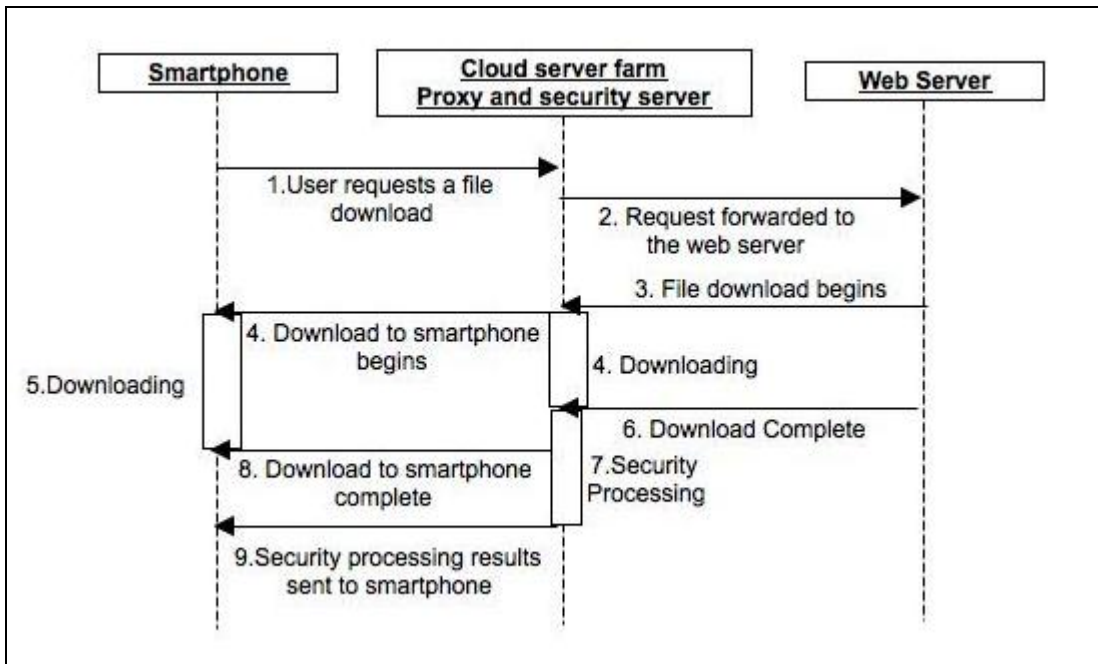 Smartphone
Cloud server farm
Proxy and security server
Web Server
1.User requests a file
download
2. Request forwarded to
the web server
3. File download begins
4. Download to smartphone
begins
4. Downloading
5.Downloading
6. Download Complete
7.Security
Processing
8. Download to smartphone
complete
9.Security processing results
sent to smartphone